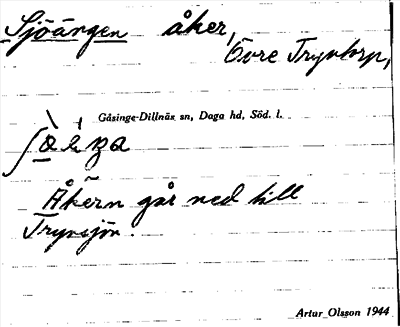 Sjöängen åker,
Övre Tryntorp,
Gåsinge-Dillnäs sn, Daga hd, Söd. l.
Åkern går ned till
Trynsjön.
Artur Olsson 1944